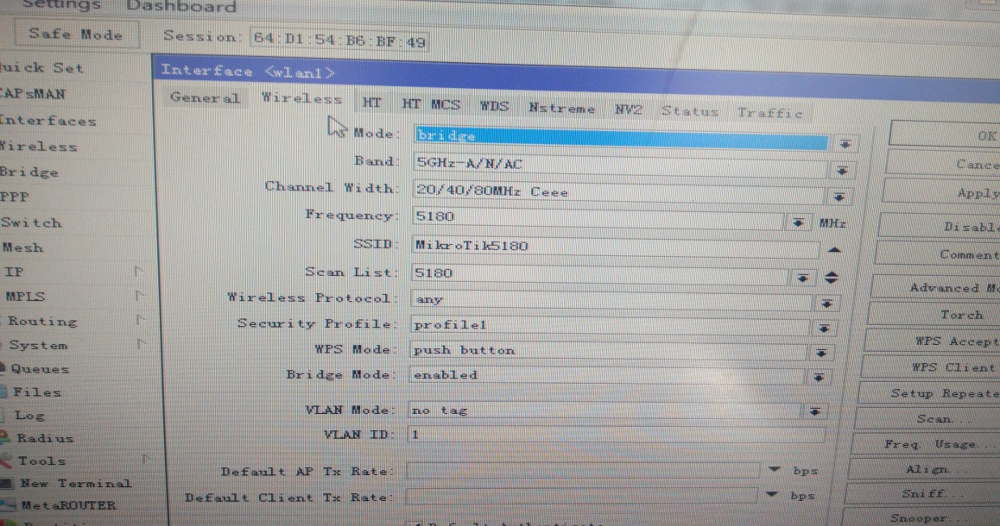 Settings Dashboard
Safe Mode Session: 64:D1:54:B6:BF:49
Quick Set
CAPsMAN
Interfaces
Wireless
Bridge
PPP
Switch
Mesh
IP
MPLS
Routing
System
Queues
Files
Log
Radius
Tools
New Terminal
MetaROUTER
Interface <wlan1>
General Wireless HT HT MCS WDS Nstreme NV2 Status Traffic
Mode: bridge
Band: 5GHz-A/N/AC
Channel Width: 20/40/80MHz Ceee
Frequency: 5180 MHz
SSID: MikroTik5180
Scan List: 5180
Wireless Protocol: any
Security Profile: profile1
WPS Mode: push button
Bridge Mode: enabled
VLAN Mode: no tag
VLAN ID: 1
Default AP Tx Rate: bps
Default Client Tx Rate: bps
OK
Cance
Apply
Disable
Comment
Advanced Mo
Torch
WPS Accept
WPS Client
Setup Repeate
Scan...
Freq. Usage...
Align...
Sniff...
Snooper...